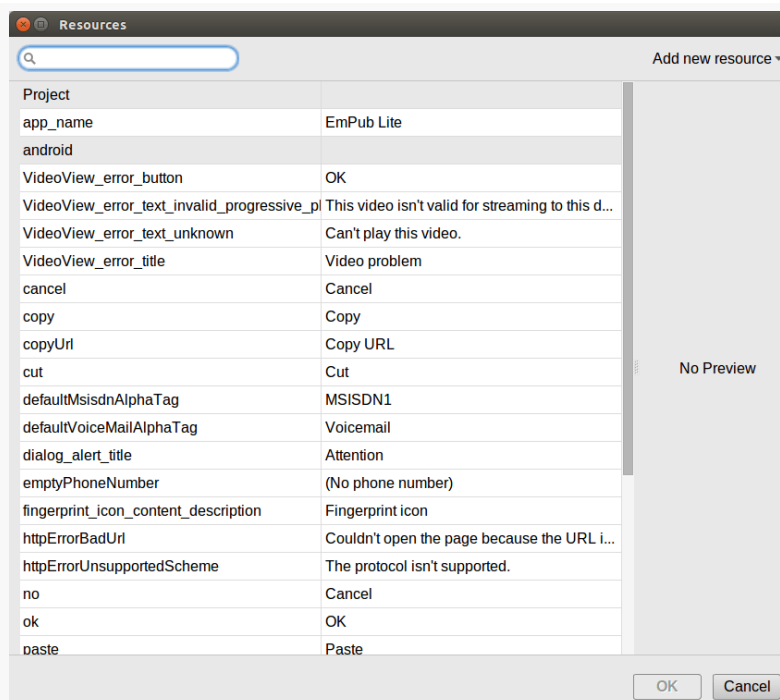 Resources
Add new resource
Project
app_name EmPub Lite
android
VideoView_error_button OK
VideoView_error_text_invalid_progressive_pl This video isn't valid for streaming to this d...
VideoView_error_text_unknown Can't play this video.
VideoView_error_title Video problem
cancel Cancel
copy Copy
copyUrl Copy URL
cut Cut
No Preview
defaultMsisdnAlphaTag MSISDN1
defaultVoiceMailAlphaTag Voicemail
dialog_alert_title Attention
emptyPhoneNumber (No phone number)
fingerprint_icon_content_description Fingerprint icon
httpErrorBadUrl Couldn't open the page because the URL i...
httpErrorUnsupportedScheme The protocol isn't supported.
no Cancel
ok OK
paste Paste
OK Cancel